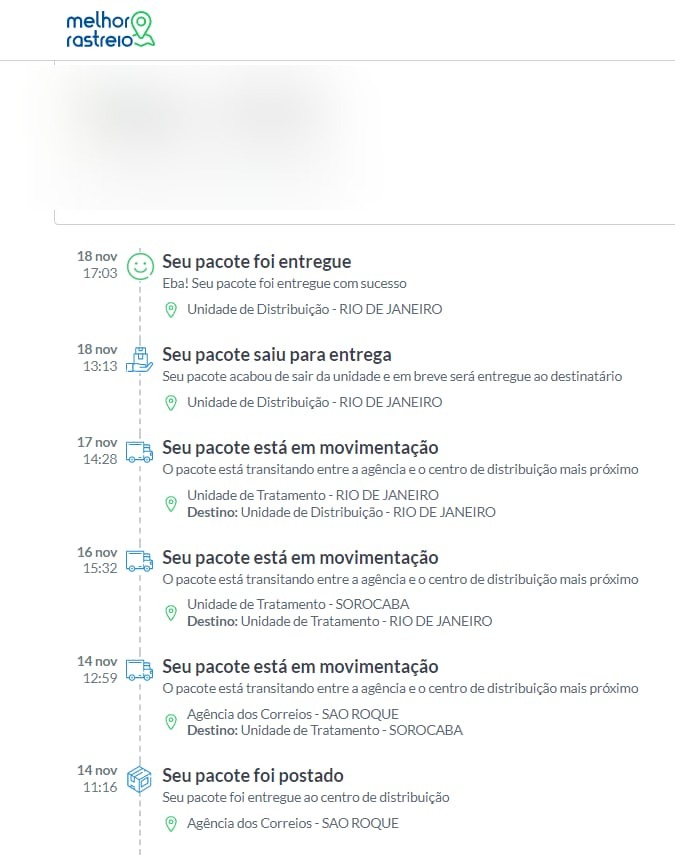 melhor
rastreio
18 nov
17:03
Seu pacote foi entregue
Eba! Seu pacote foi entregue com sucesso
Unidade de Distribuição - RIO DE JANEIRO
18 nov
13:13
Seu pacote saiu para entrega
Seu pacote acabou de sair da unidade e em breve será entregue ao destinatário
Unidade de Distribuição - RIO DE JANEIRO
17 nov
14:28
Seu pacote está em movimentação
O pacote está transitando entre a agência e o centro de distribuição mais próximo
Unidade de Tratamento - RIO DE JANEIRO
Destino: Unidade de Distribuição - RIO DE JANEIRO
16 nov
15:32
Seu pacote está em movimentação
O pacote está transitando entre a agência e o centro de distribuição mais próximo
Unidade de Tratamento - SOROCABA
Destino: Unidade de Tratamento - RIO DE JANEIRO
14 nov
12:59
Seu pacote está em movimentação
O pacote está transitando entre a agência e o centro de distribuição mais próximo
Agência dos Correios - SAO ROQUE
Destino: Unidade de Tratamento - SOROCABA
14 nov
11:16
Seu pacote foi postado
Seu pacote foi entregue ao centro de distribuição
Agência dos Correios - SAO ROQUE